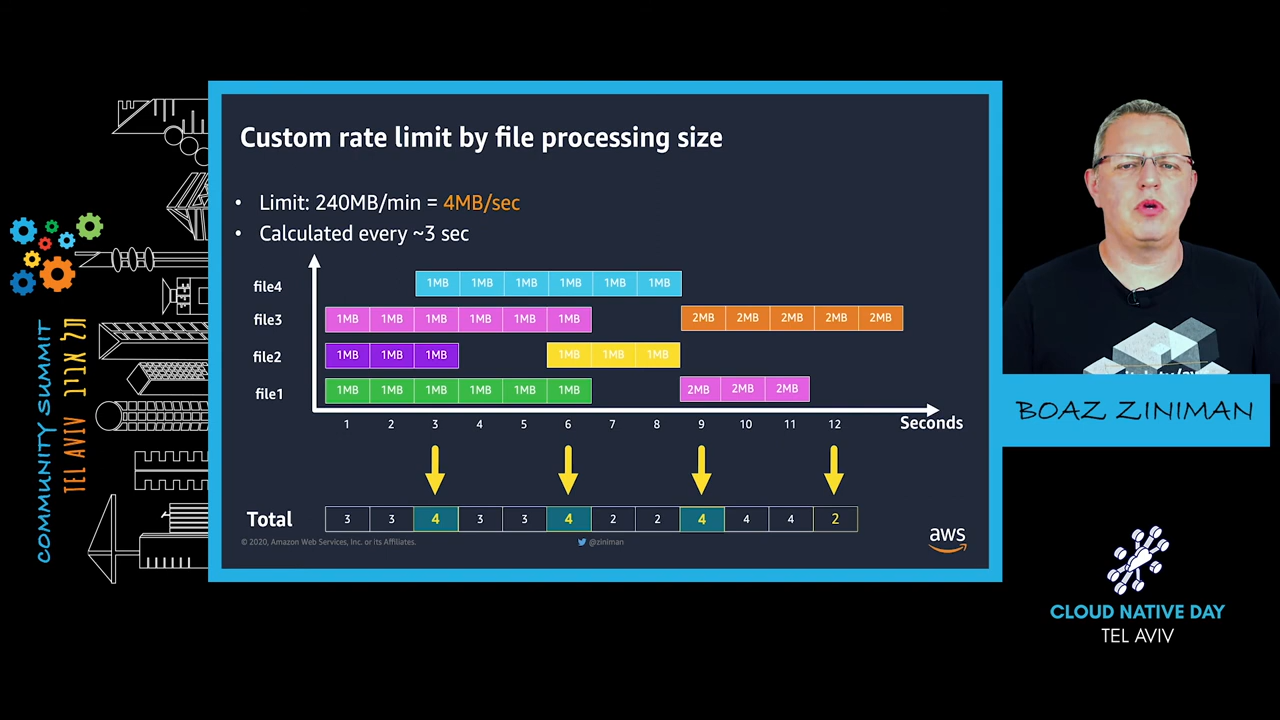 Custom rate limit by file processing size
• Limit: 240MB/min = 4MB/sec
• Calculated every ~3 sec
file4 1MB 1MB 1MB 1MB 1MB 1MB
file3 1MB 1MB 1MB 1MB 1MB 1MB 2MB 2MB 2MB 2MB 2MB
file2 1MB 1MB 1MB 1MB 1MB 1MB
file1 1MB 1MB 1MB 1MB 1MB 1MB 2MB 2MB 2MB
1 2 3 4 5 6 7 8 9 10 11 12 Seconds
Total 3 3 4 3 3 4 2 2 4 4 4 2
© 2020, Amazon Web Services, Inc. or its Affiliates. @ziniman
aws
COMMUNITY SUMMIT
TEL AVIV תל אביב
BOAZ ZINIMAN
CLOUD NATIVE DAY
TEL AVIV